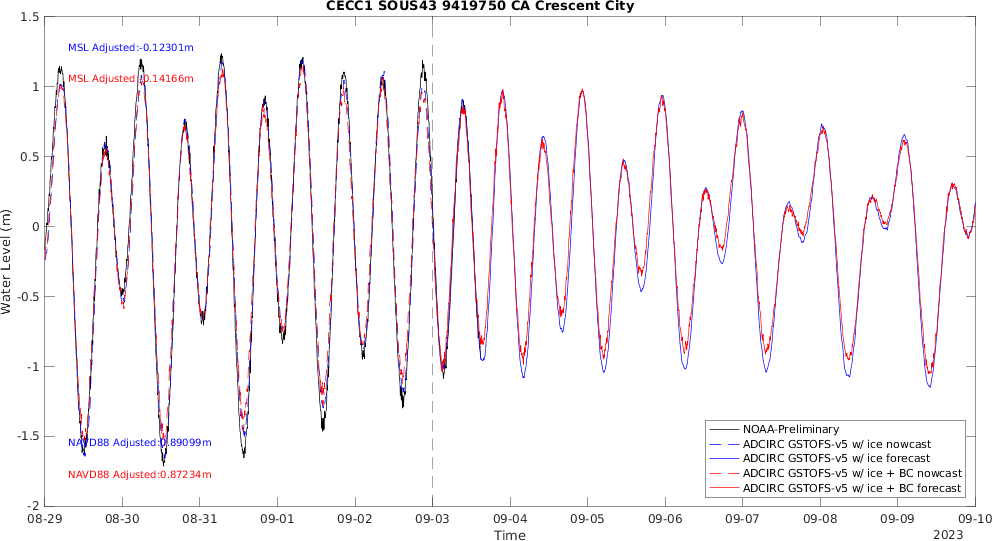 CECC1 SOUS43 9419750 CA Crescent City
MSL Adjusted:-0.12301m
MSL Adjusted:-0.14166m
NAVD88 Adjusted:0.89099m
NAVD88 Adjusted:0.87234m
Water Level (m)
1.5
1
0.5
0
-0.5
-1
-1.5
-2
NOAA-Preliminary
ADCIRC GSTOFS-v5 w/ ice nowcast
ADCIRC GSTOFS-v5 w/ ice forecast
ADCIRC GSTOFS-v5 w/ ice + BC nowcast
ADCIRC GSTOFS-v5 w/ ice + BC forecast
08-29 08-30 08-31 09-01 09-02 09-03 09-04 09-05 09-06 09-07 09-08 09-09 09-10
Time
2023